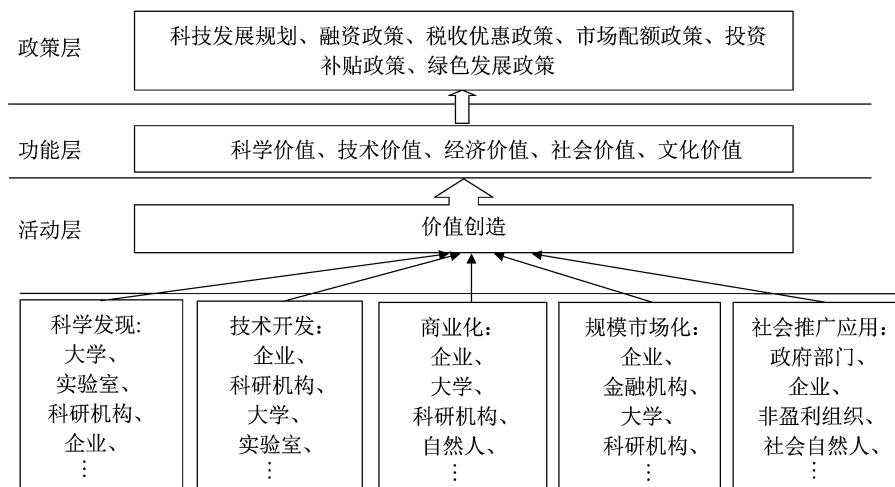 政策层
科技发展规划、融资政策、税收优惠政策、市场配额政策、投资
补贴政策、绿色发展政策
功能层
科学价值、技术价值、经济价值、社会价值、文化价值
活动层
价值创造
科学发现:
大学、
实验室、
科研机构、
企业、
⋮
技术开发：
企业、
科研机构、
大学、
实验室、
⋮
商业化：
企业、
大学、
科研机构、
自然人、
⋮
规模市场化：
企业、
金融机构、
大学、
科研机构、
⋮
社会推广应用：
政府部门、
企业、
非盈利组织、
社会自然人、
⋮